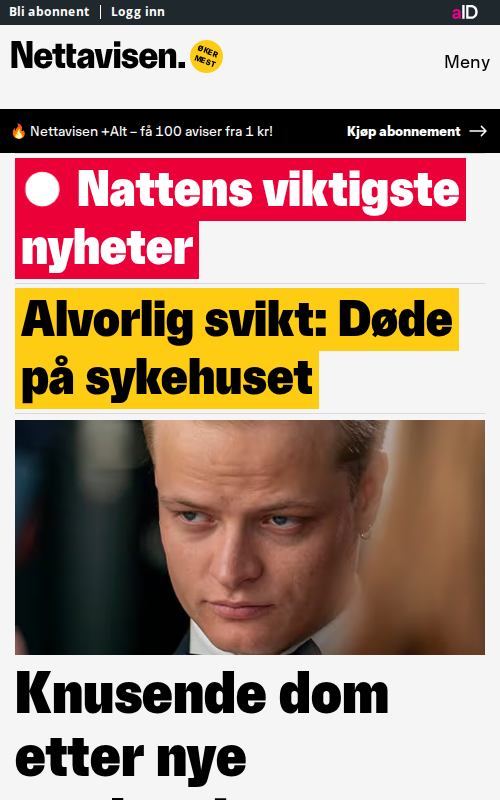 Bli abonnent | Logg inn
aID
Nettavisen.
ØKER
MEST
Meny
🔥 Nettavisen +Alt – få 100 aviser fra 1 kr!
Kjøp abonnement →
Nattens viktigste
nyheter
Alvorlig svikt: Døde
på sykehuset
Knusende dom
etter nye